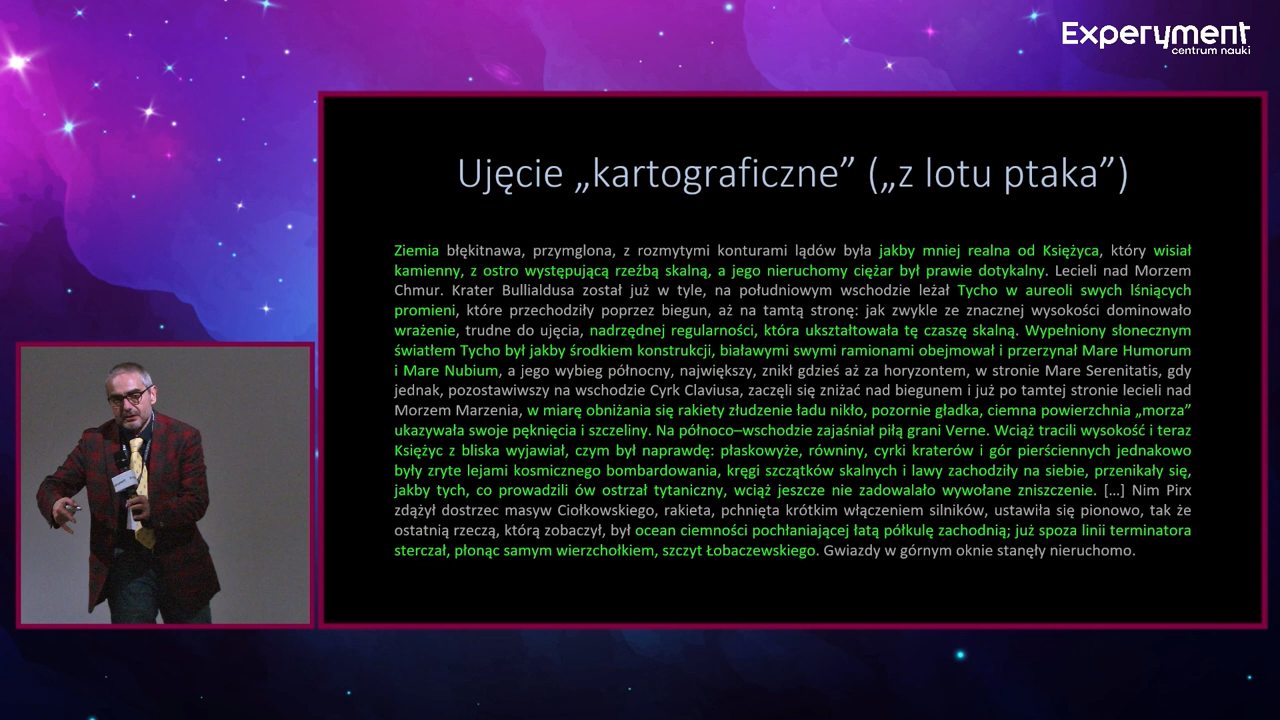 Experyment
centrum nauki
Ujęcie „kartograficzne” („z lotu ptaka”)
Ziemia błękitnawa, przymglona, z rozmytymi konturami lądów była jakby mniej realna od Księżyca, który wisiał
kamienny, z ostro występującą rzeźbą skalną, a jego nieruchomy ciężar był prawie dotykalny. Lecieli nad Morzem
Chmur. Krater Bullialdusa został już w tyle, na południowym wschodzie leżał Tycho w aureoli swych lśniących
promieni, które przechodziły poprzez biegun, aż na tamtą stronę: jak zwykle ze znacznej wysokości dominowało
wrażenie, trudne do ujęcia, nadrzędnej regularności, która ukształtowała tę czaszę skalną. Wypełniony słonecznym
światłem Tycho był jakby środkiem konstrukcji, białawymi swymi ramionami obejmował i przerzynał Mare Humorum
i Mare Nubium, a jego wybieg północny, największy, znikł gdzieś aż za horyzontem, w stronie Mare Serenitatis, gdy
jednak, pozostawiwszy na wschodzie Cyrk Claviusa, zaczęli się zniżać nad biegunem i już po tamtej stronie lecieli nad
Morzem Marzenia, w miarę obniżania się rakiety złudzenie ładu nikło, pozornie gładka, ciemna powierzchnia „morza”
ukazywała swoje pęknięcia i szczeliny. Na północo–wschodzie zajaśniał piłą grani Verne. Wciąż tracili wysokość i teraz
Księżyc z bliska wyjawiał, czym był naprawdę: płaskowyże, równiny, cyrki kraterów i gór pierściennych jednakowo
były zryte lejami kosmicznego bombardowania, kręgi szczątków skalnych i lawy zachodziły na siebie, przenikały się,
jakby tych, co prowadzili ów ostrzał tytaniczny, wciąż jeszcze nie zadowalało wywołane zniszczenie. […] Nim Pirx
zdążył dostrzec masyw Ciołkowskiego, rakieta, pchnięta krótkim włączeniem silników, ustawiła się pionowo, tak że
ostatnią rzeczą, którą zobaczył, był ocean ciemności pochłaniającej łatą półkulę zachodnią; już spoza linii terminatora
sterczał, płonąc samym wierzchołkiem, szczyt Łobaczewskiego. Gwiazdy w górnym oknie stanęły nieruchomo.